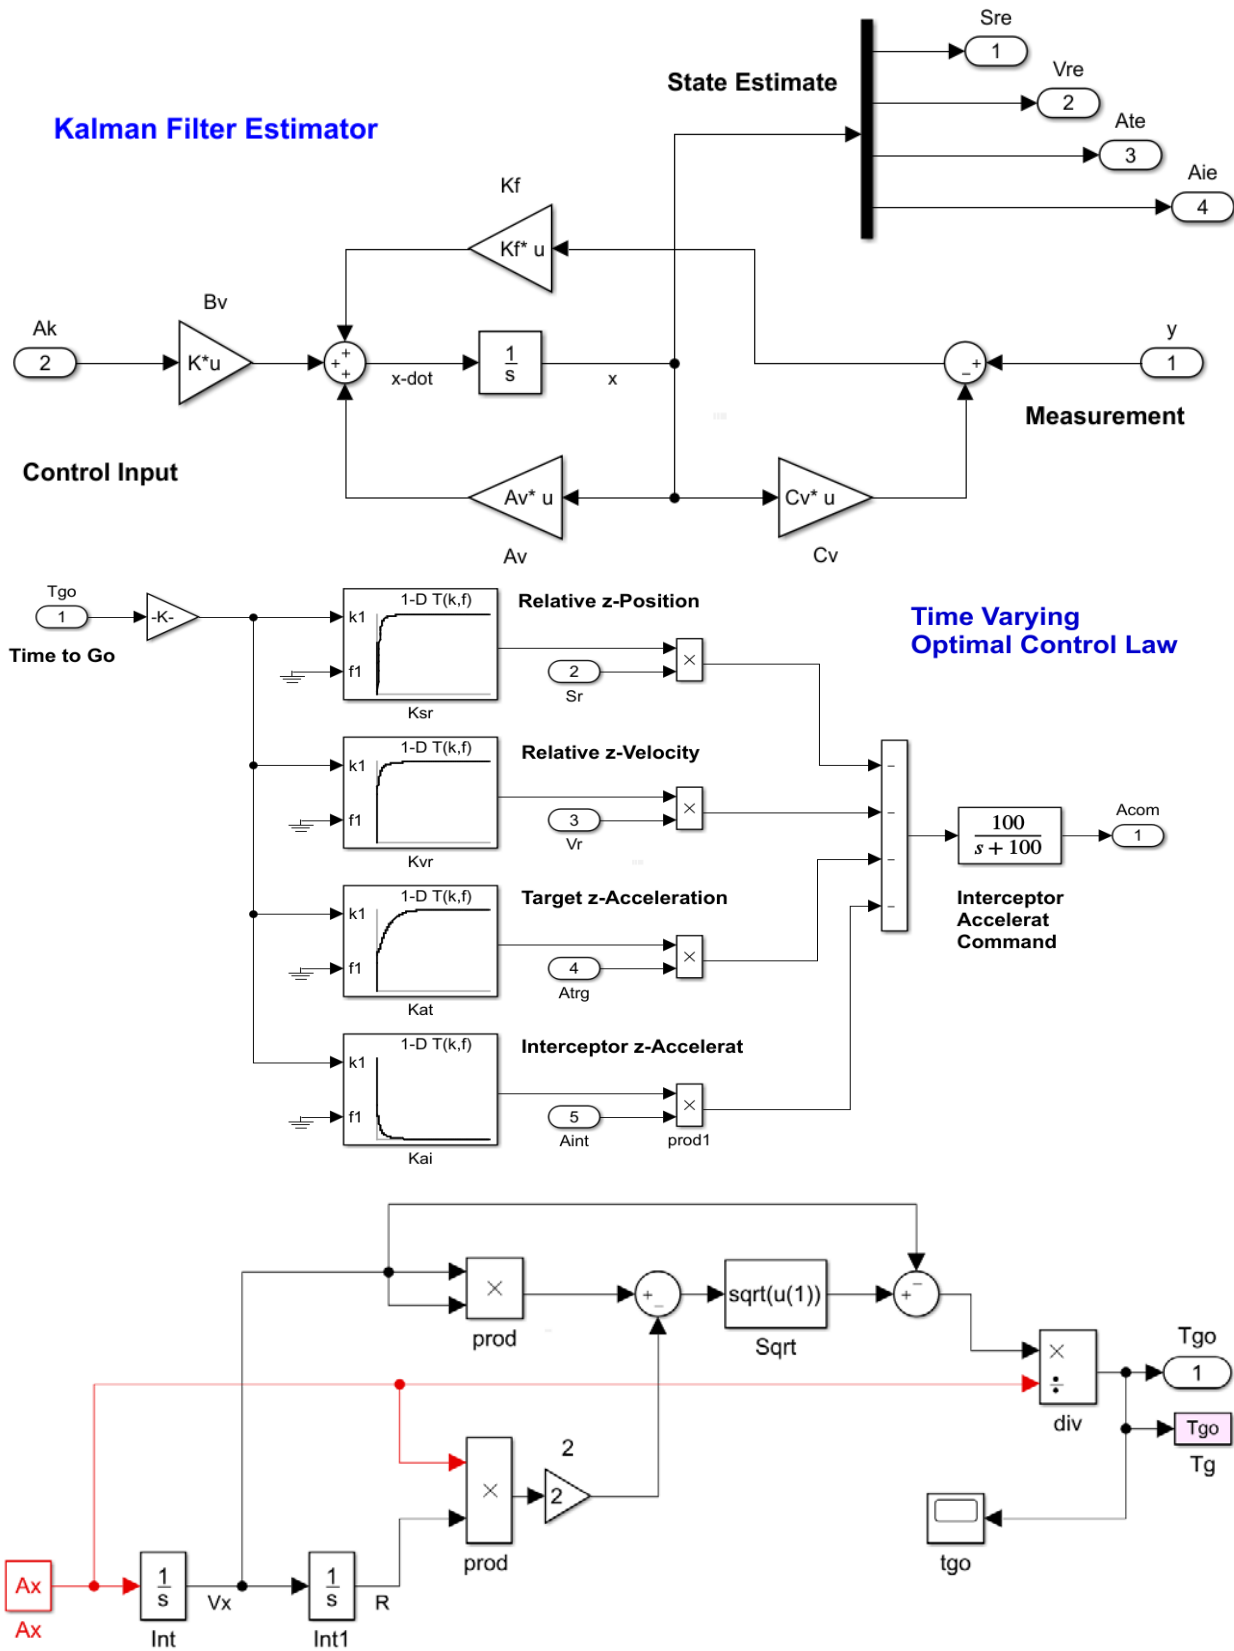 Kalman Filter Estimator
State Estimate
Sre
1
Vre
2
Ate
3
Aie
4
Kf
Kf* u
Bv
Ak
2
K*u
+
+
+
x-dot
1
s
x
− +
y
1
Measurement
Control Input
Av* u
Av
Cv* u
Cv
Tgo
1
Time to Go
-K-
k1
f1
1-D T(k,f)
Ksr
Relative z-Position
2
Sr
×
Time Varying
Optimal Control Law
k1
f1
1-D T(k,f)
Kvr
Relative z-Velocity
3
Vr
×
k1
f1
1-D T(k,f)
Kat
Target z-Acceleration
4
Atrg
×
k1
f1
1-D T(k,f)
Kai
Interceptor z-Accelerat
5
Aint
×
prod1
−
−
−
−
100
s + 100
Acom
1
Interceptor
Accelerat
Command
×
prod
+ −
sqrt(u(1))
Sqrt
+ −
×
÷
div
Tgo
1
Tgo
Tg
tgo
×
prod
2
2
Ax
Ax
1
s
Int
Vx
1
s
Int1
R